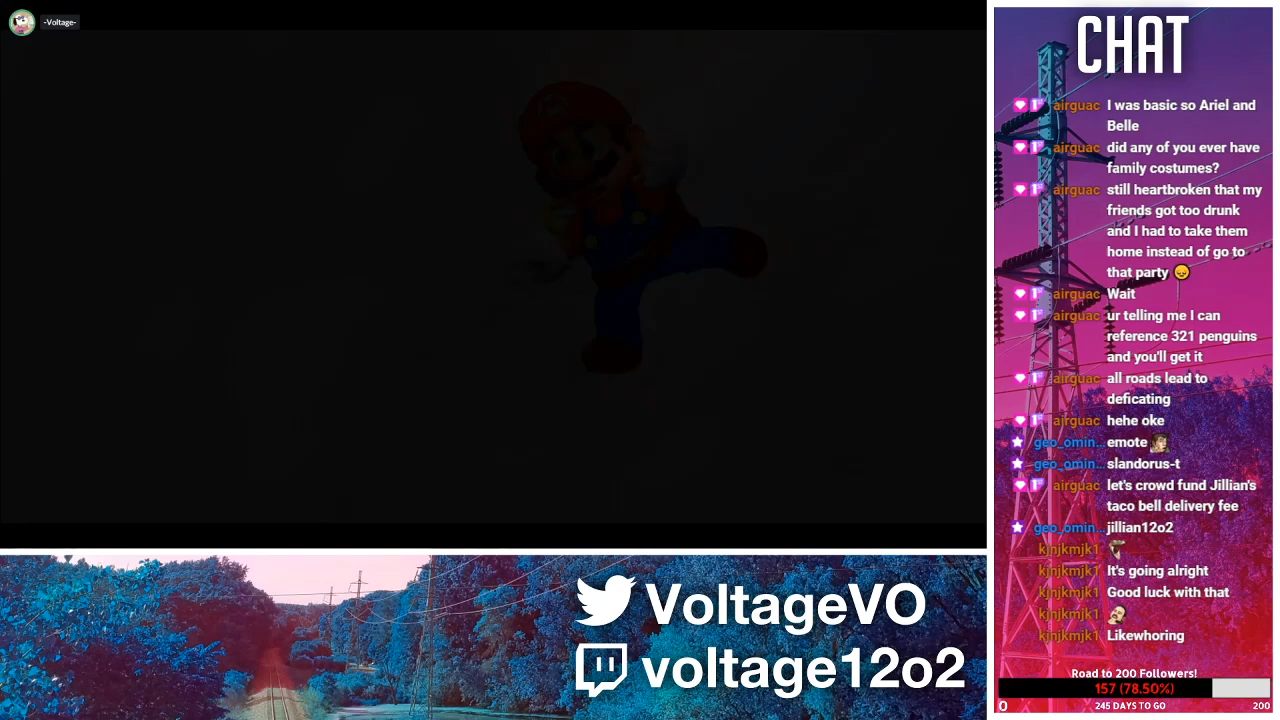 -Voltage-
CHAT
airguac I was basic so Ariel and
Belle
airguac did any of you ever have
family costumes?
airguac still heartbroken that my
friends got too drunk
and I had to take them
home instead of go to
that party
airguac Wait
airguac ur telling me I can
reference 321 penguins
and you'll get it
airguac all roads lead to
deficating
airguac hehe oke
geo_omin... emote
geo_omin... slandorus-t
airguac let's crowd fund Jillian's
taco bell delivery fee
geo_omin... jillian12o2
kjnjkmjk1
kjnjkmjk1 It's going alright
kjnjkmjk1 Good luck with that
kjnjkmjk1
kjnjkmjk1 Likewhoring
Road to 200 Followers!
157 (78.50%)
0 245 DAYS TO GO 200
VoltageVO
voltage12o2